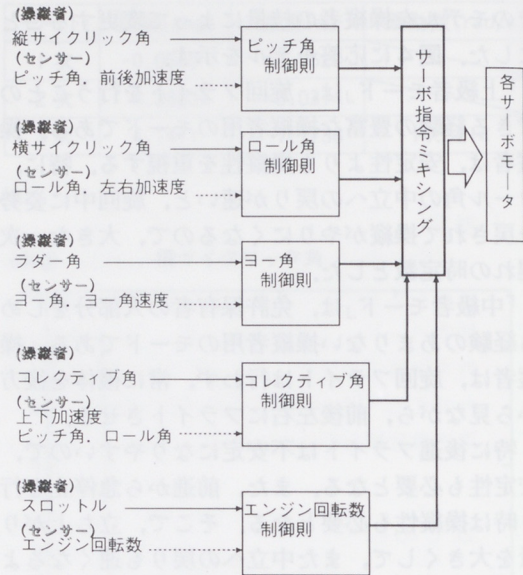 (操縦者)
縦サイクリック角
(センサー)
ピッチ角．前後加速度
ピッチ角
制御則
(操縦者)
横サイクリック角
(センサー)
ロール角．左右加速度
ロール角
制御則
(操縦者)
ラダー角
(センサー)
ヨー角．ヨー角速度
ヨー角
制御則
(操縦者)
コレクティブ角
(センサー)
上下加速度
ピッチ角．ロール角
コレクティブ角
制御則
(操縦者)
スロットル
(センサー)
エンジン回転数
エンジン回転数
制御則
サーボ指令ミキシング
各サーボモータ